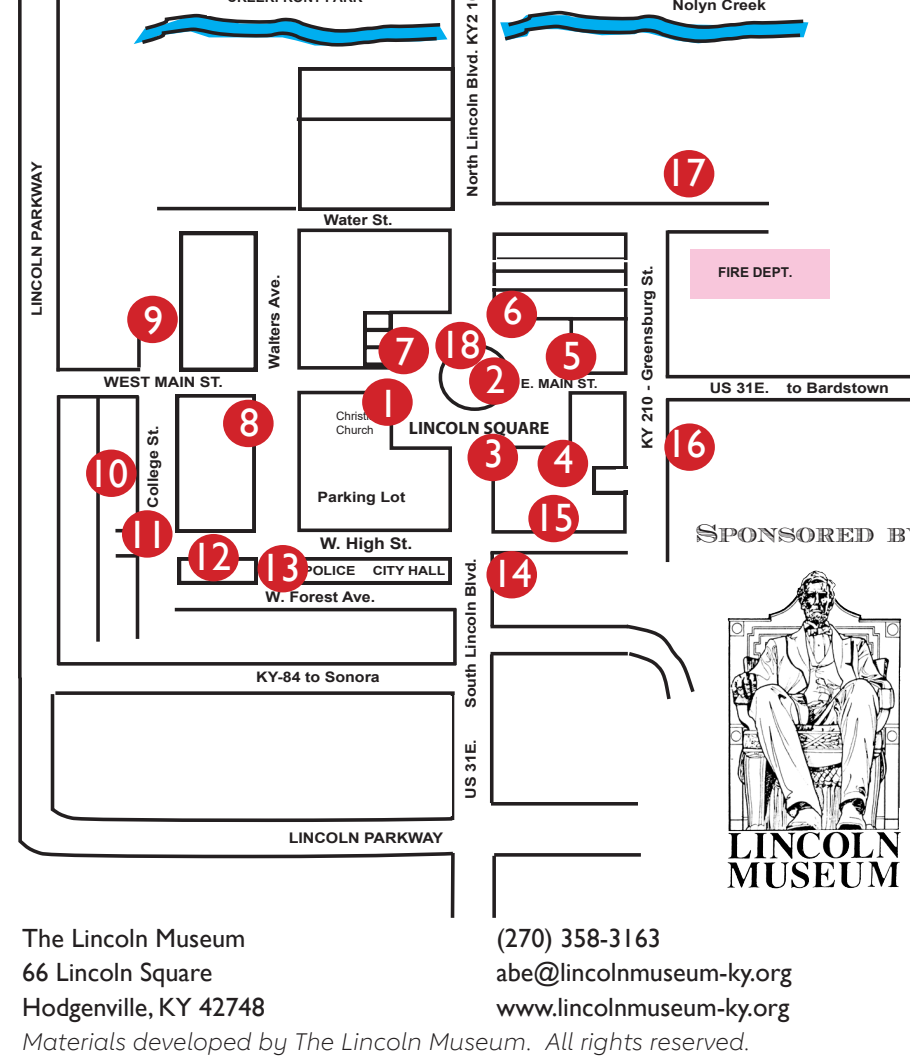 Nolyn Creek
North Lincoln Blvd. KY2 1
LINCOLN PARKWAY
17
Water St.
FIRE DEPT.
Walters Ave.
KY 210 - Greensburg St.
9
6
18
7
5
2
WEST MAIN ST.
E. MAIN ST.
US 31E. to Bardstown
1
Church
8
LINCOLN SQUARE
College St.
3
4
16
10
Parking Lot
15
11
W. High St.
SPONSORED
12
13
POLICE CITY HALL
14
W. Forest Ave.
South Lincoln Blvd.
KY-84 to Sonora
US 31E.
LINCOLN PARKWAY
LINCOLN
MUSEUM
The Lincoln Museum
66 Lincoln Square
Hodgenville, KY 42748
(270) 358-3163
abe@lincolnmuseum-ky.org
www.lincolnmuseum-ky.org
Materials developed by The Lincoln Museum. All rights reserved.